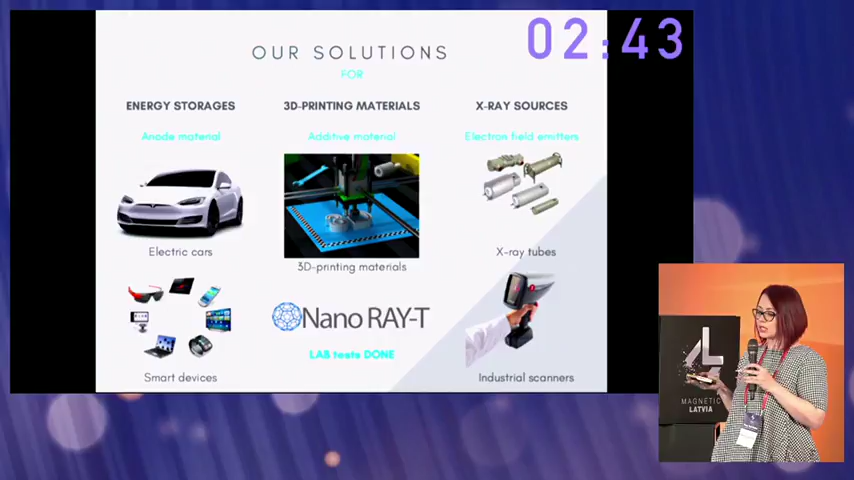 02:43
OUR SOLUTIONS
FOR
ENERGY STORAGES
Anode material
Electric cars
Smart devices
3D-PRINTING MATERIALS
Additive material
3D-printing materials
Nano RAY-T
LAB tests DONE
X-RAY SOURCES
Electron field emitters
X-ray tubes
Industrial scanners
MAGNETIC
LATVIA